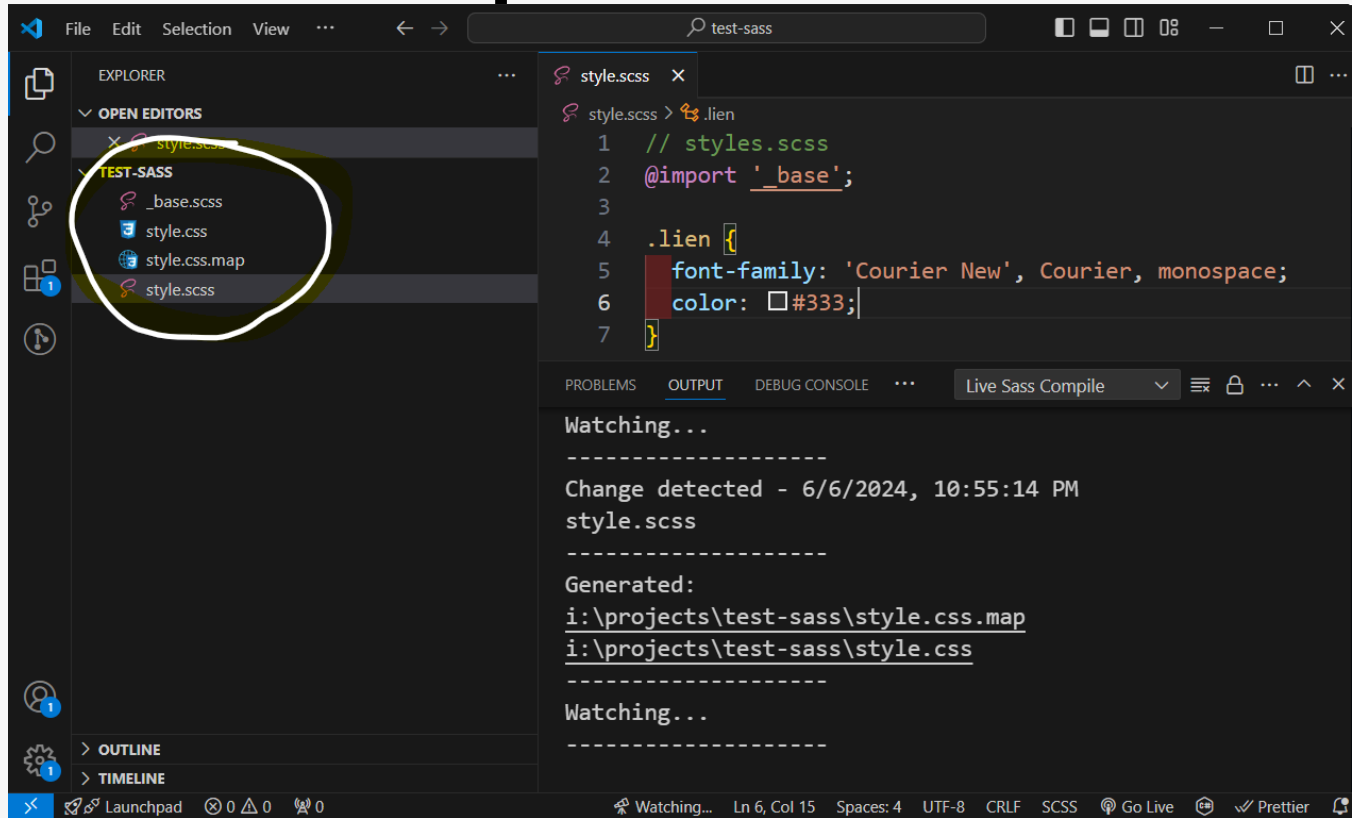 File Edit Selection View ··· ← → test-sass
EXPLORER ···
OPEN EDITORS
style.scss
TEST-SASS
_base.scss
style.css
style.css.map
style.scss
OUTLINE
TIMELINE
style.scss
style.scss > .lien
1 // styles.scss
2 @import '_base';
3
4 .lien {
5 font-family: 'Courier New', Courier, monospace;
6 color: #333;
7 }
PROBLEMS OUTPUT DEBUG CONSOLE ··· Live Sass Compile
Watching...
--------------------
Change detected - 6/6/2024, 10:55:14 PM
style.scss
--------------------
Generated:
i:\projects\test-sass\style.css.map
i:\projects\test-sass\style.css
--------------------
Watching...
--------------------
1
1
1
Launchpad 0 0 0 Watching... Ln 6, Col 15 Spaces: 4 UTF-8 CRLF SCSS Go Live Prettier